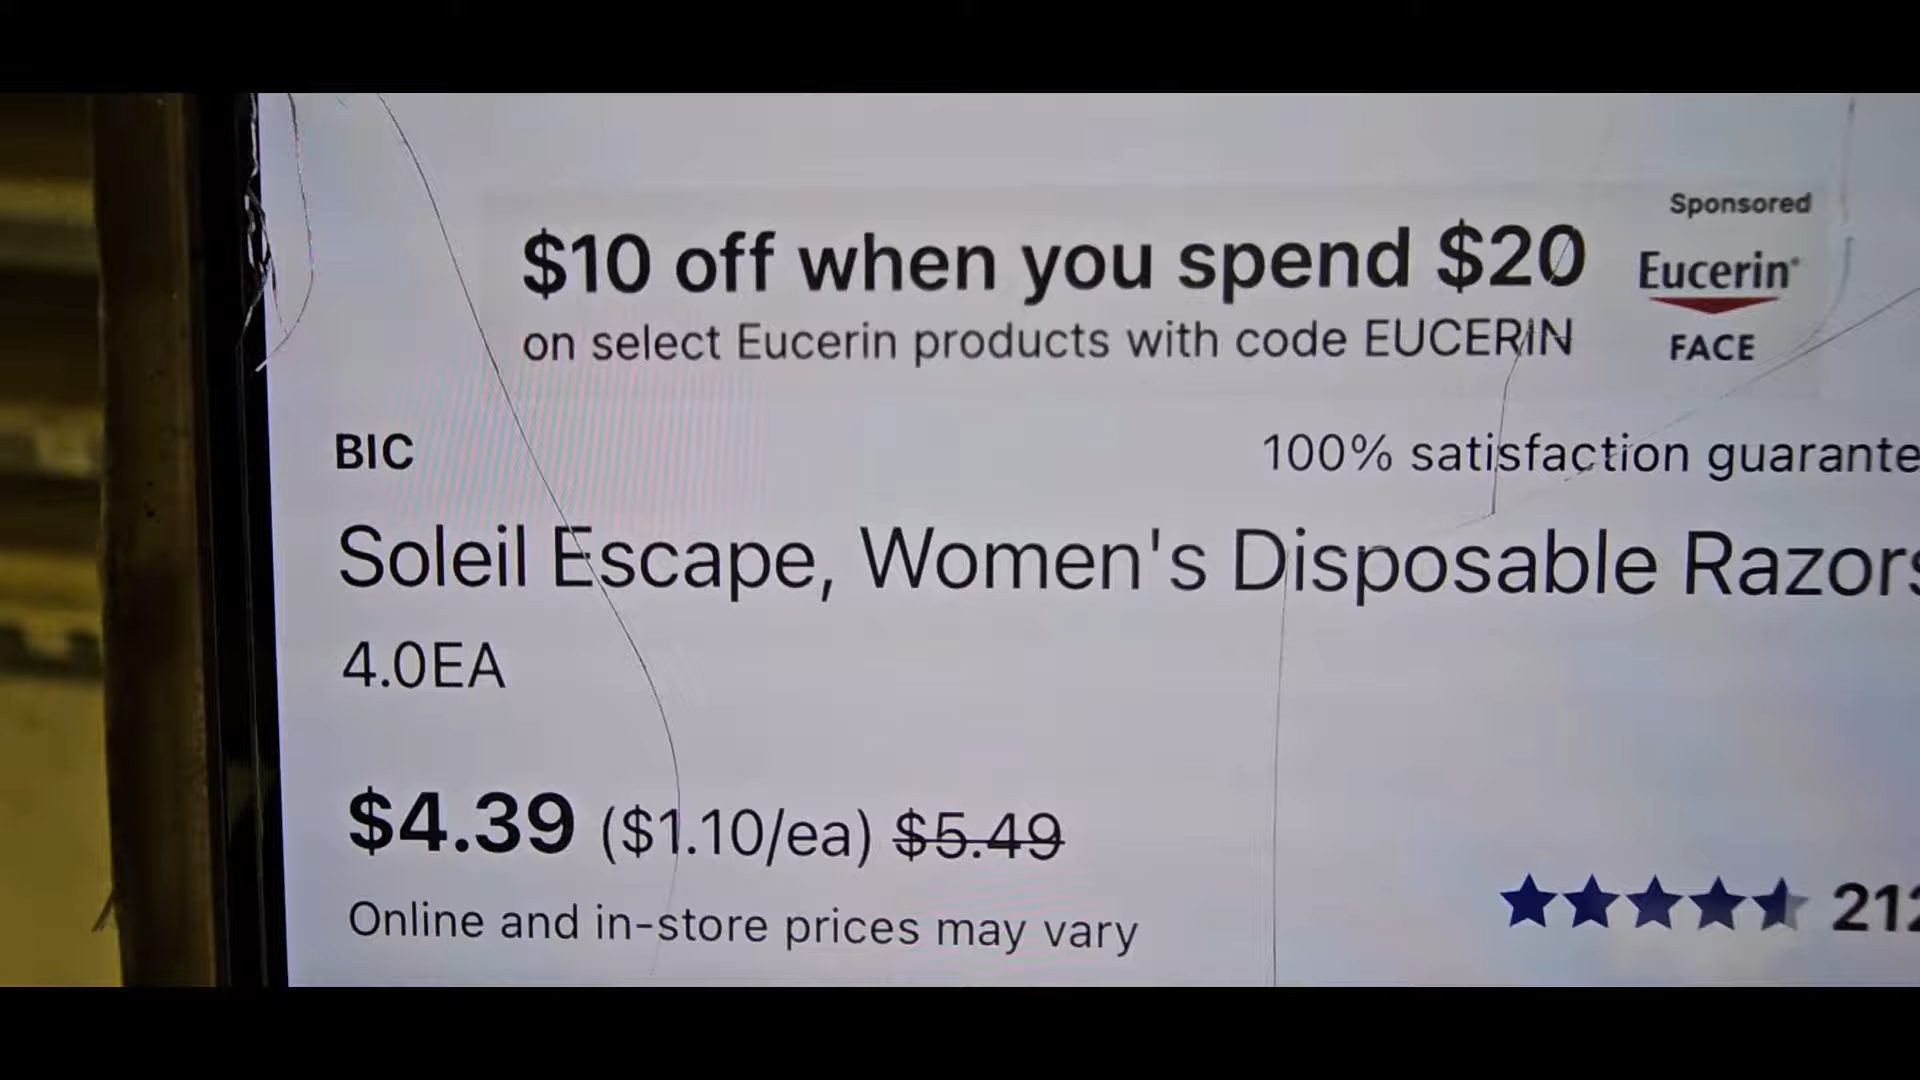 Sponsored
$10 off when you spend $20
Eucerin
on select Eucerin products with code EUCERIN
FACE
BIC
100% satisfaction
Soleil Escape, Women's Disposable Razors
4.0EA
$4.39 ($1.10/ea) $5.49
Online and in-store prices may vary